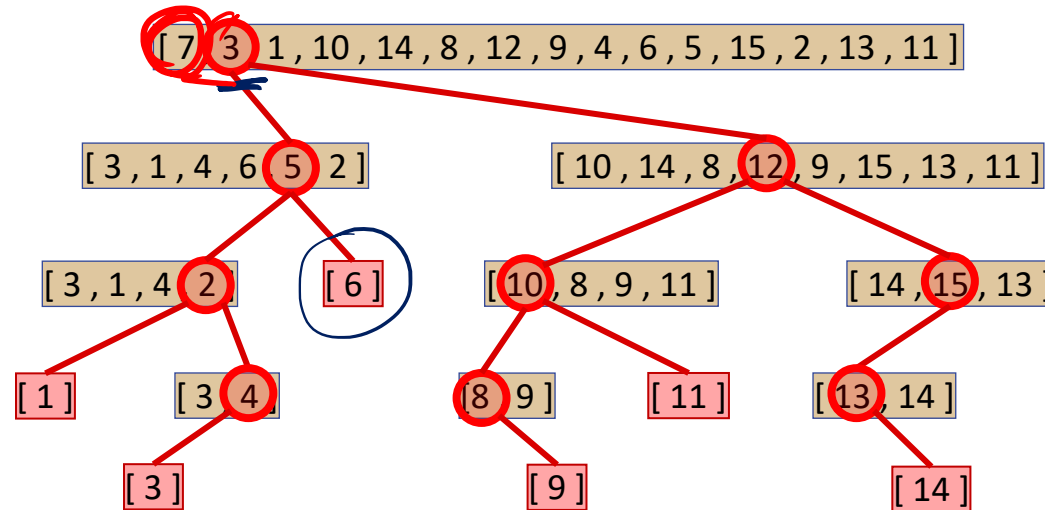 [ 7 , 3 , 1 , 10 , 14 , 8 , 12 , 9 , 4 , 6 , 5 , 15 , 2 , 13 , 11 ]
[ 3 , 1 , 4 , 6 5 2 ] [ 10 , 14 , 8 , 12 , 9 , 15 , 13 , 11 ]
[ 3 , 1 , 4 2 ] [ 6 ] [ 10 , 8 , 9 , 11 ] [ 14 , 15 , 13 ]
[ 1 ] [ 3 4 ] [ 8 9 ] [ 11 ] [ 13 , 14 ]
[ 3 ] [ 9 ] [ 14 ]